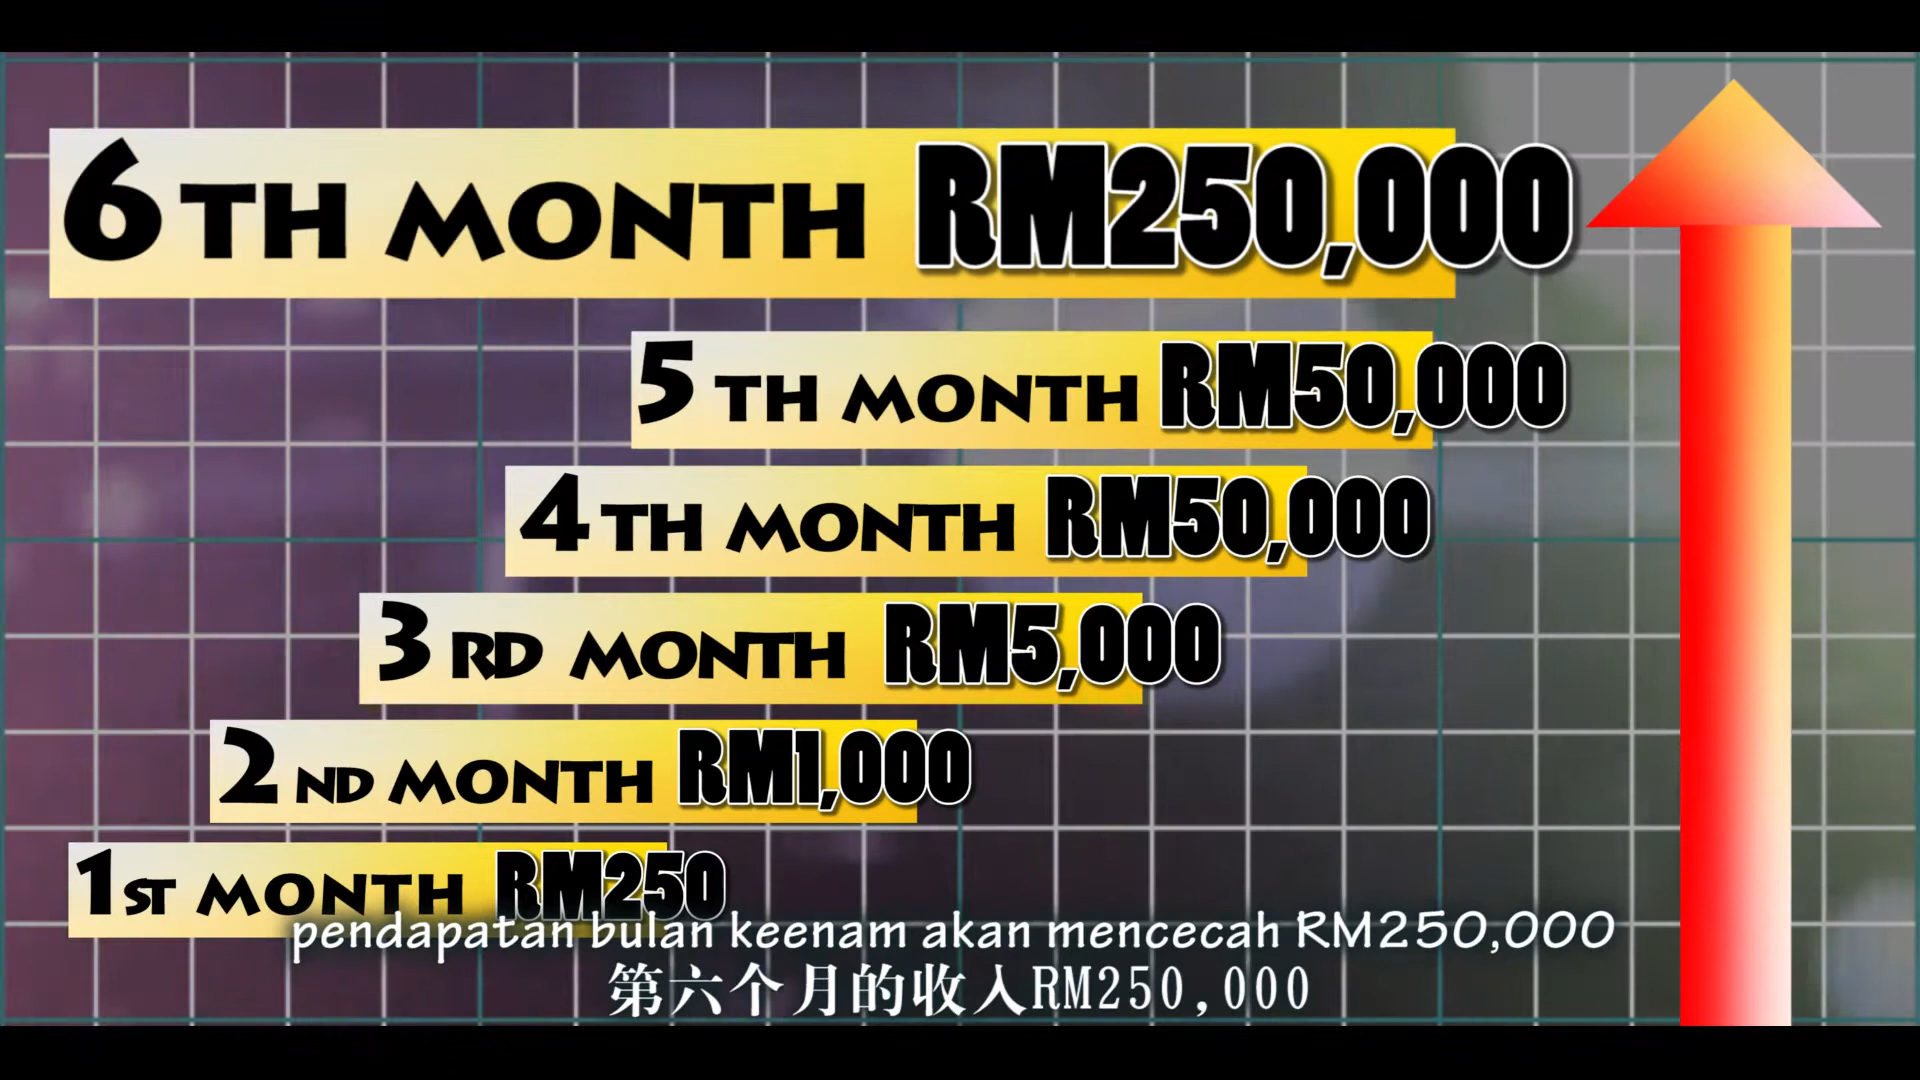 6TH MONTH RM250,000
5TH MONTH RM50,000
4TH MONTH RM50,000
3RD MONTH RM5,000
2ND MONTH RM1,000
1ST MONTH RM250
pendapatan bulan keenam akan mencecah RM250,000
第六个月的收入RM250,000